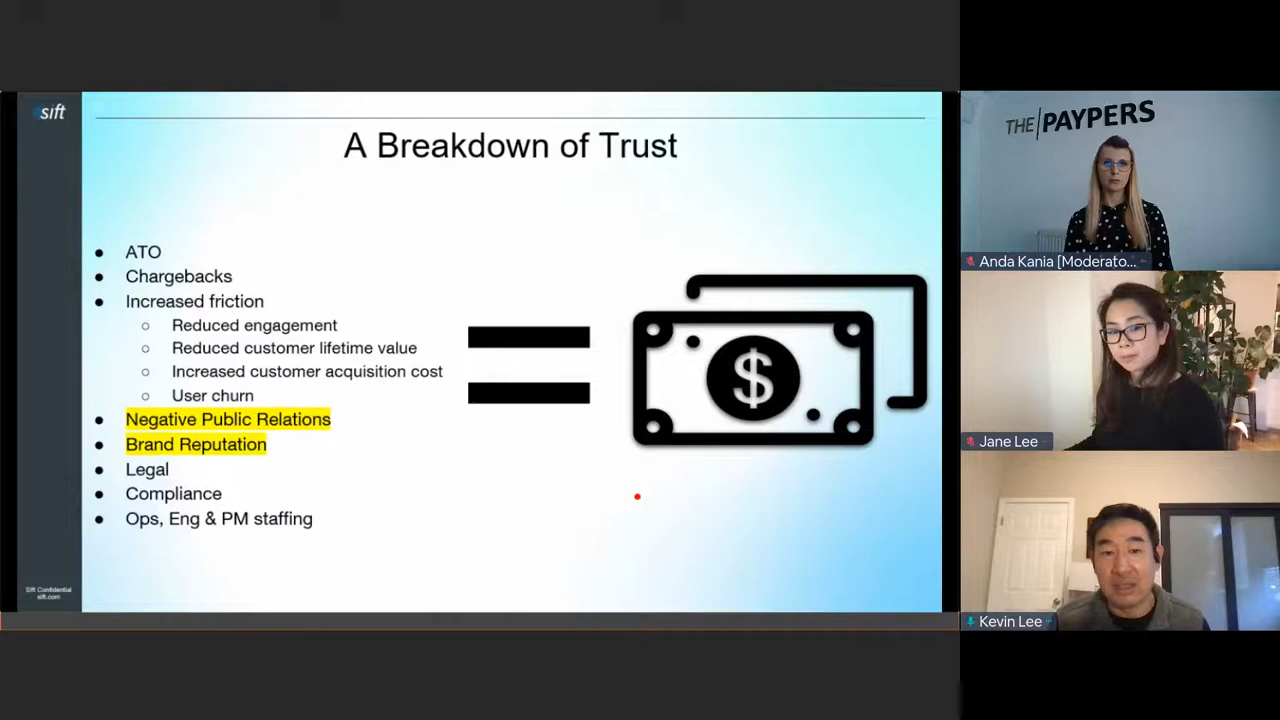 sift
A Breakdown of Trust
• ATO
• Chargebacks
• Increased friction
○ Reduced engagement
○ Reduced customer lifetime value
○ Increased customer acquisition cost
○ User churn
• Negative Public Relations
• Brand Reputation
• Legal
• Compliance
• Ops, Eng & PM staffing
$
Sift Confidential
sift.com
THE|PAYPERS
Anda Kania [Moderato...
Jane Lee
Kevin Lee